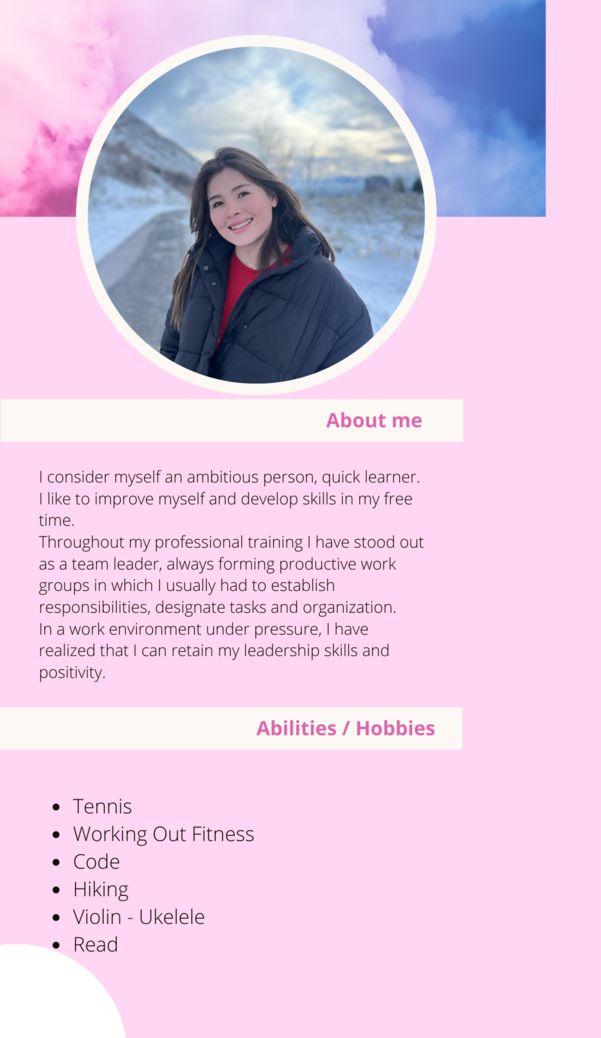 About me
I consider myself an ambitious person, quick learner.
I like to improve myself and develop skills in my free
time.
Throughout my professional training I have stood out
as a team leader, always forming productive work
groups in which I usually had to establish
responsibilities, designate tasks and organization.
In a work environment under pressure, I have
realized that I can retain my leadership skills and
positivity.
Abilities / Hobbies
• Tennis
• Working Out Fitness
• Code
• Hiking
• Violin - Ukelele
• Read